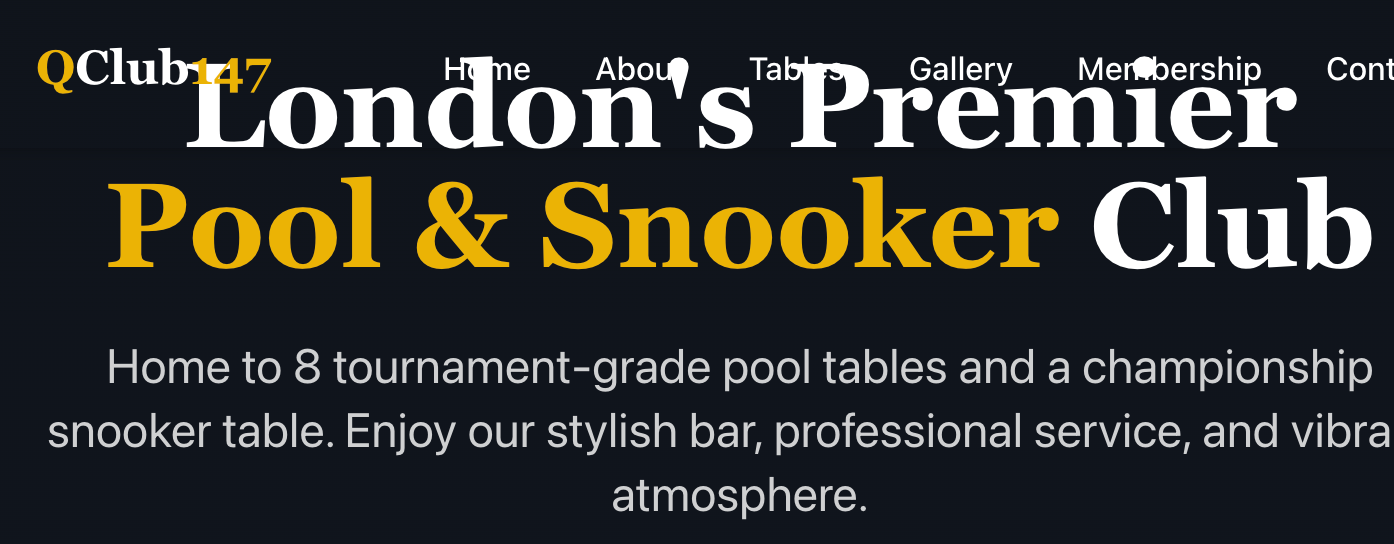 QClub147
Home About Tables Gallery Membership Cont
London's Premier
Pool & Snooker Club
Home to 8 tournament-grade pool tables and a championship
snooker table. Enjoy our stylish bar, professional service, and vibra
atmosphere.